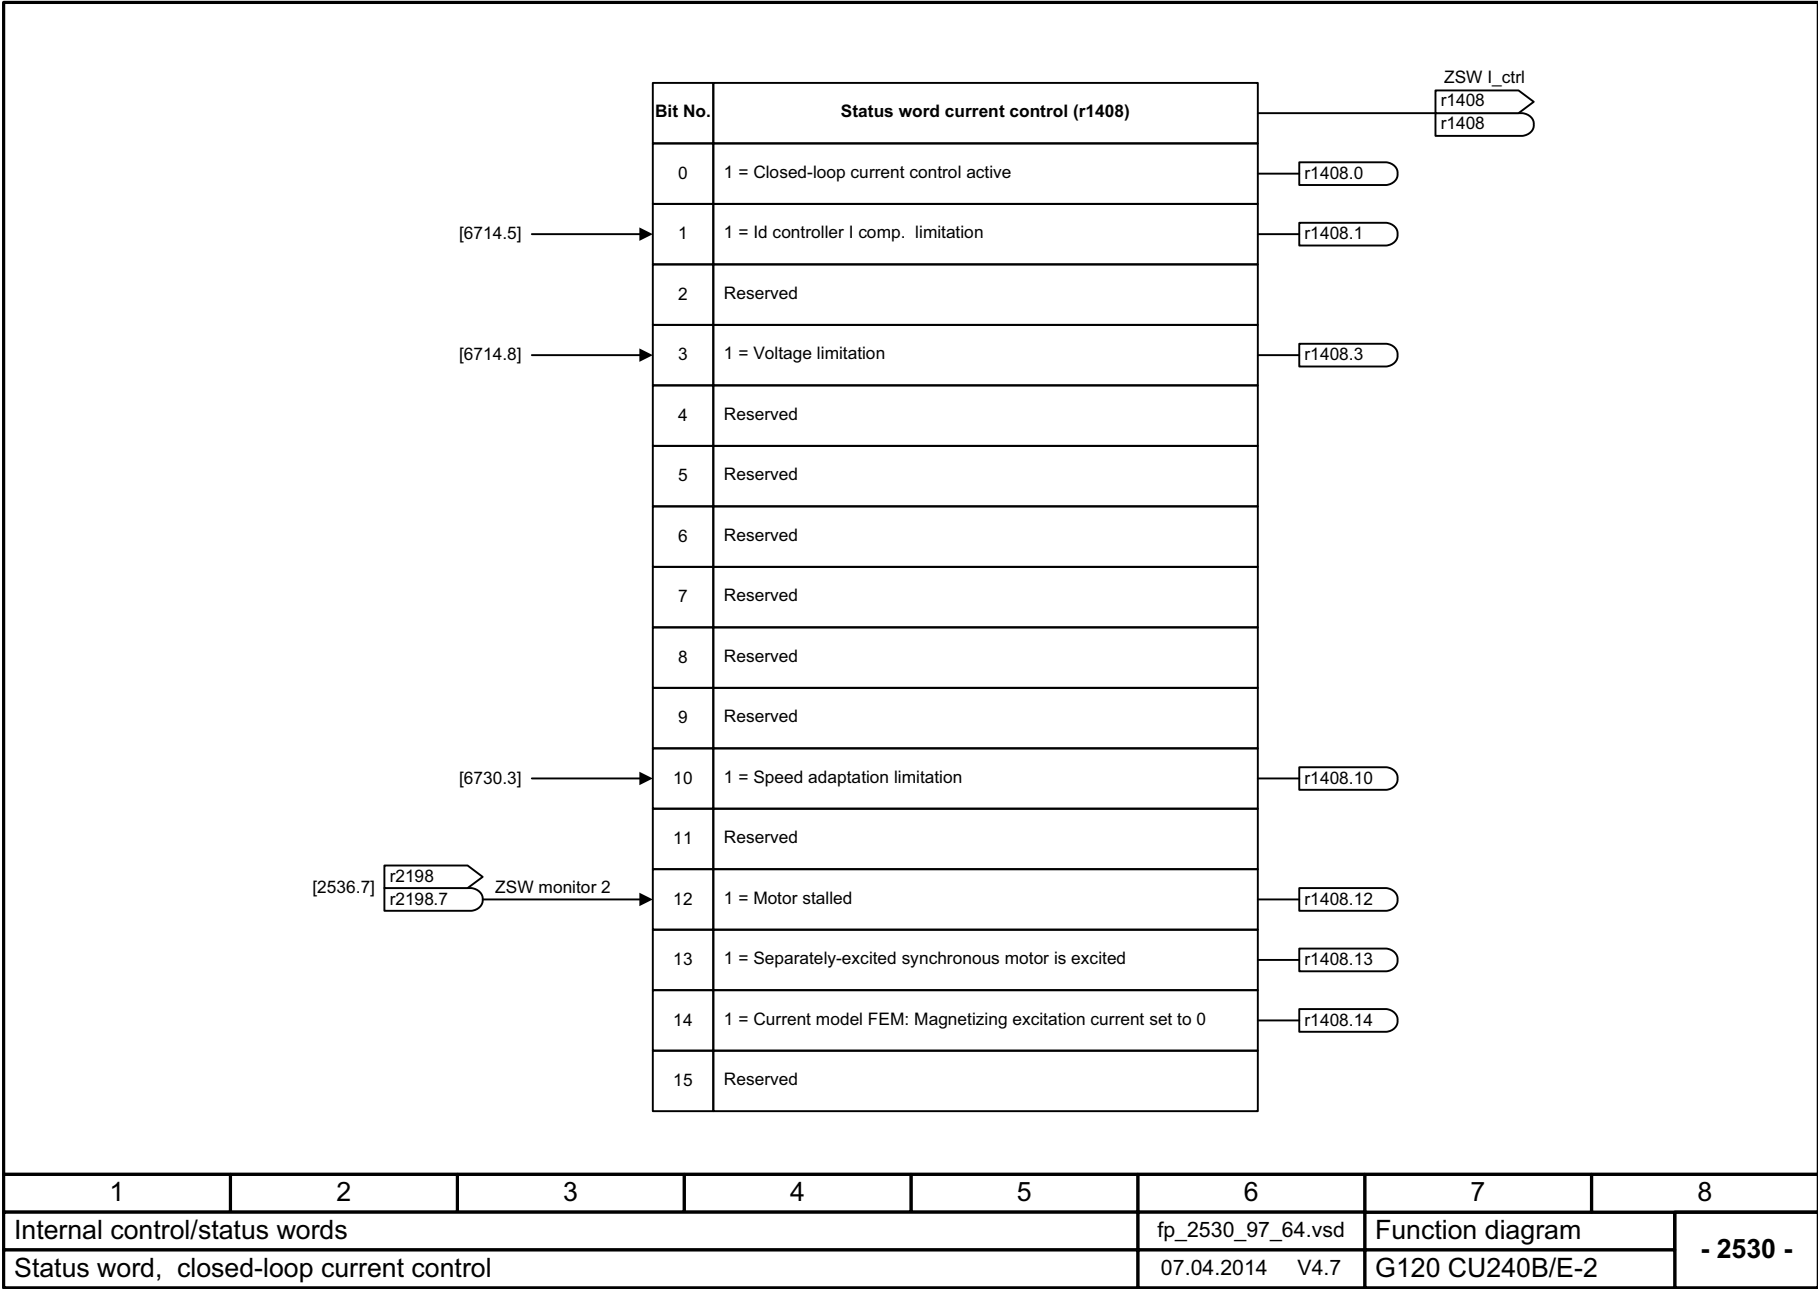 ZSW I_ctrl
r1408
r1408
Bit No. Status word current control (r1408)
0 1 = Closed-loop current control active r1408.0
[6714.5] 1 1 = Id controller I comp.  limitation r1408.1
2 Reserved
[6714.8] 3 1 = Voltage limitation r1408.3
4 Reserved
5 Reserved
6 Reserved
7 Reserved
8 Reserved
9 Reserved
[6730.3] 10 1 = Speed adaptation limitation r1408.10
11 Reserved
[2536.7] r2198
r2198.7 ZSW monitor 2 12 1 = Motor stalled r1408.12
13 1 = Separately-excited synchronous motor is excited r1408.13
14 1 = Current model FEM: Magnetizing excitation current set to 0 r1408.14
15 Reserved
1 2 3 4 5 6 7 8
Internal control/status words fp_2530_97_64.vsd Function diagram - 2530 -
Status word,  closed-loop current control 07.04.2014 V4.7 G120 CU240B/E-2